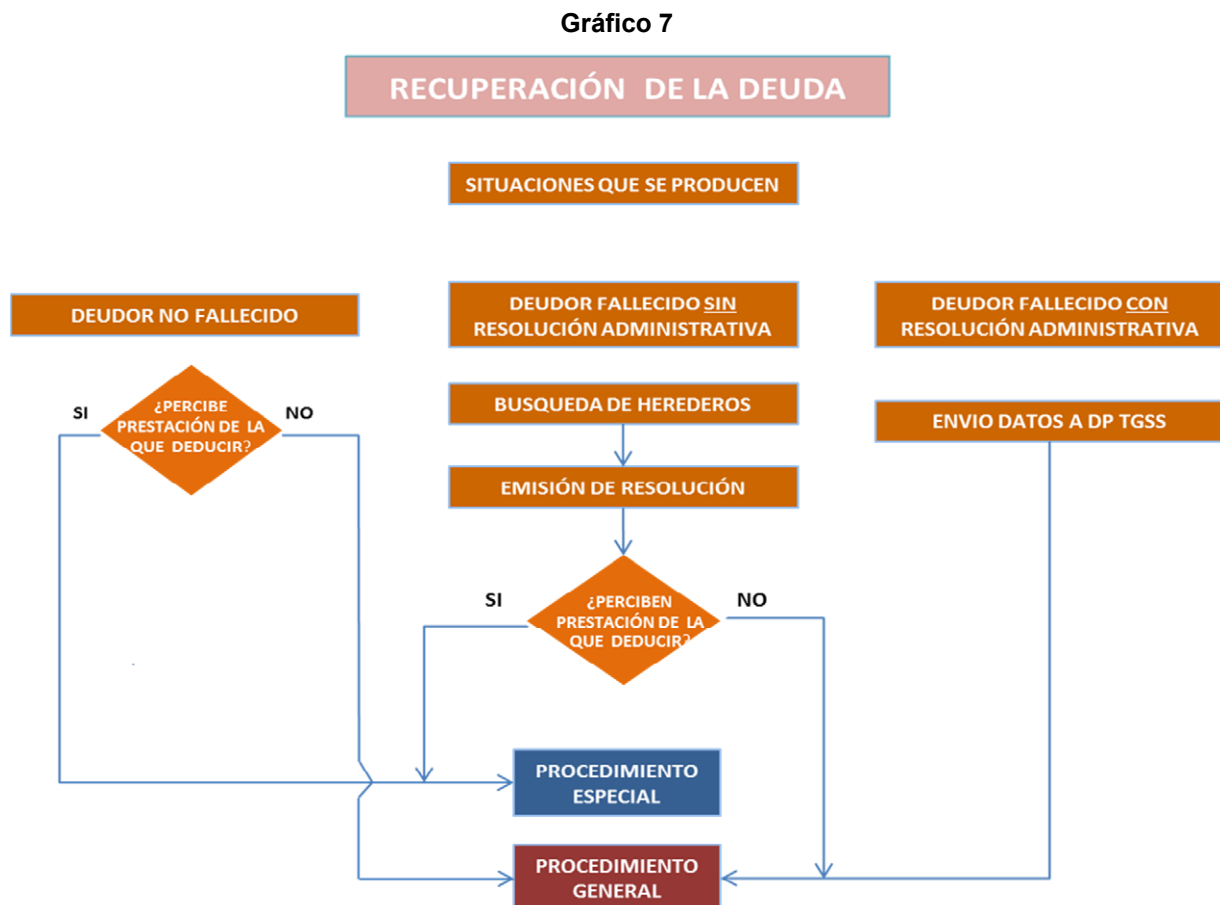 Gráfico 7
RECUPERACIÓN DE LA DEUDA
SITUACIONES QUE SE PRODUCEN
DEUDOR NO FALLECIDO
DEUDOR FALLECIDO SIN
RESOLUCIÓN ADMINISTRATIVA
DEUDOR FALLECIDO CON
RESOLUCIÓN ADMINISTRATIVA
SI
¿PERCIBE
PRESTACIÓN DE LA
QUE DEDUCIR?
NO
BUSQUEDA DE HEREDEROS
ENVIO DATOS A DP TGSS
EMISIÓN DE RESOLUCIÓN
SI
¿PERCIBEN
PRESTACIÓN DE LA
QUE DEDUCIR?
NO
PROCEDIMIENTO
ESPECIAL
PROCEDIMIENTO
GENERAL